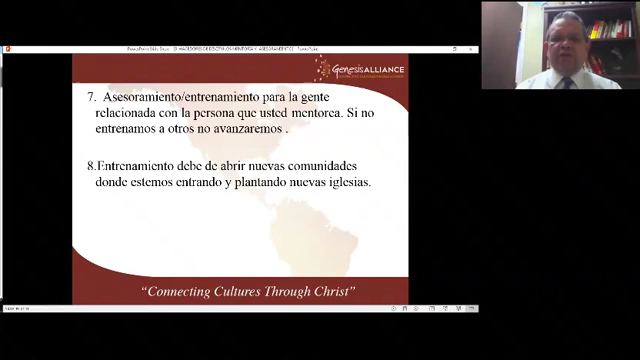 GenesisALLIANCE
7. Asesoramiento/entrenamiento para la gente
relacionada con la persona que usted mentorea. Si no
entrenamos a otros no avanzaremos .
8.Entrenamiento debe de abrir nuevas comunidades
donde estemos entrando y plantando nuevas iglesias.
“Connecting Cultures Through Christ”